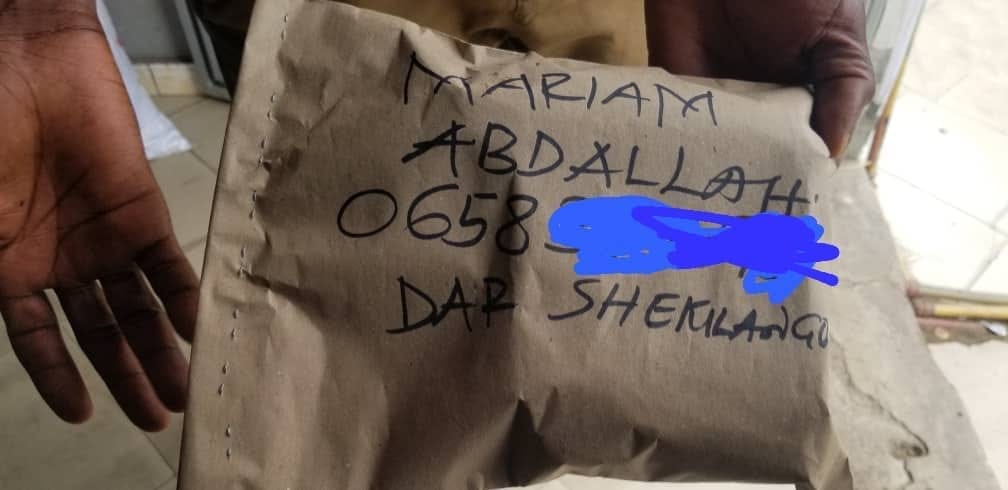 MARIAM
ABDALLAH
0658
DAR SHEKILANGO